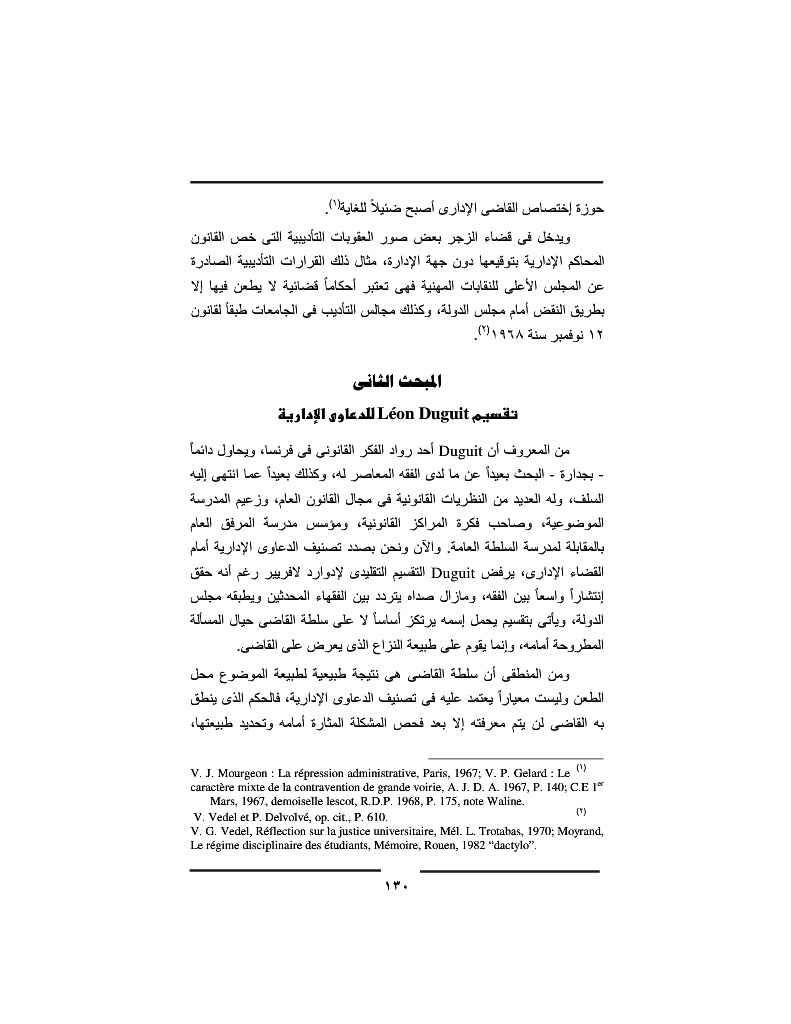 حوزة إختصاص القاضى الإدارى أصبح ضئيلاً للغاية(١).
ويدخل فى قضاء الزجر بعض صور العقوبات التأديبية التى خص القانون
المحاكم الإدارية بتوقيعها دون جهة الإدارة، مثال ذلك القرارات التأديبية الصادرة
عن المجلس الأعلى للنقابات المهنية فهى تعتبر أحكاماً قضائية لا يطعن فيها إلا
بطريق النقض أمام مجلس الدولة، وكذلك مجالس التأديب فى الجامعات طبقاً لقانون
١٢ نوفمبر سنة ١٩٦٨(٢).
المبحث الثانى
تقسيم Léon Duguit للدعاوى الإدارية
من المعروف أن Duguit أحد رواد الفكر القانونى فى فرنسا، ويحاول دائماً
- بجدارة - البحث بعيداً عن ما لدى الفقه المعاصر له، وكذلك بعيداً عما انتهى إليه
السلف، وله العديد من النظريات القانونية فى مجال القانون العام، وزعيم المدرسة
الموضوعية، وصاحب فكرة المراكز القانونية، ومؤسس مدرسة المرفق العام
بالمقابلة لمدرسة السلطة العامة. والآن ونحن بصدد تصنيف الدعاوى الإدارية أمام
القضاء الإدارى، يرفض Duguit التقسيم التقليدى لإدوارد لافريير رغم أنه حقق
إنتشاراً واسعاً بين الفقه، ومازال صداه يتردد بين الفقهاء المحدثين ويطبقه مجلس
الدولة، ويأتى بتقسيم يحمل إسمه يرتكز أساساً لا على سلطة القاضى حيال المسألة
المطروحة أمامه، وإنما يقوم على طبيعة النزاع الذى يعرض على القاضى.
ومن المنطقى أن سلطة القاضى هى نتيجة طبيعية لطبيعة الموضوع محل
الطعن وليست معياراً يعتمد عليه فى تصنيف الدعاوى الإدارية، فالحكم الذى ينطق
به القاضى لن يتم معرفته إلا بعد فحص المشكلة المثارة أمامه وتحديد طبيعتها،
(١) V. J. Mourgeon : La répression administrative, Paris, 1967; V. P. Gelard : Le
caractère mixte de la contravention de grande voirie, A. J. D. A. 1967, P. 140; C.E 1er
Mars, 1967, demoiselle lescot, R.D.P. 1968, P. 175, note Waline.
(٢) V. Vedel et P. Delvolvé, op. cit., P. 610.
V. G. Vedel, Réflection sur la justice universitaire, Mél. L. Trotabas, 1970; Moyrand,
Le régime disciplinaire des étudiants, Mémoire, Rouen, 1982 “dactylo”.
١٣٠